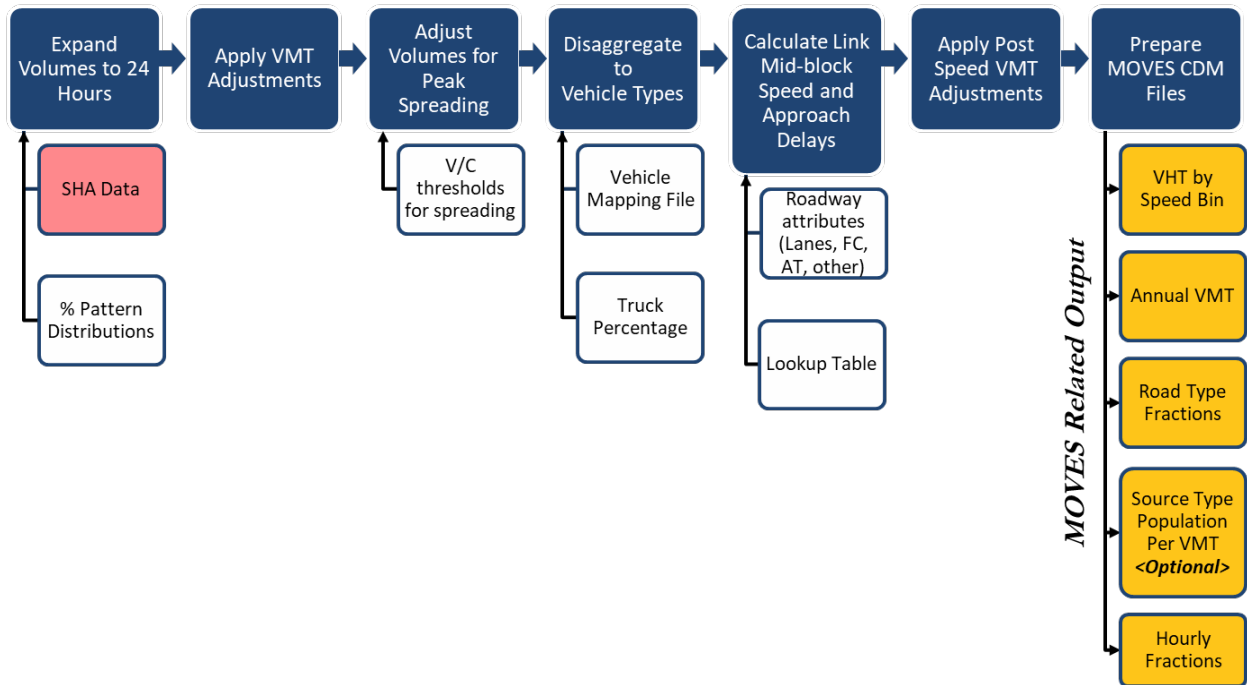 Expand
Volumes to 24
Hours
Apply VMT
Adjustments
Adjust
Volumes for
Peak
Spreading
Disaggregate
to
Vehicle Types
Calculate Link
Mid-block
Speed and
Approach
Delays
Apply Post
Speed VMT
Adjustments
Prepare
MOVES CDM
Files
SHA Data
% Pattern
Distributions
V/C
thresholds
for spreading
Vehicle
Mapping File
Truck
Percentage
Roadway
attributes
(Lanes, FC,
AT, other)
Lookup Table
MOVES Related Output
VHT by
Speed Bin
Annual VMT
Road Type
Fractions
Source Type
Population
Per VMT
<Optional>
Hourly
Fractions